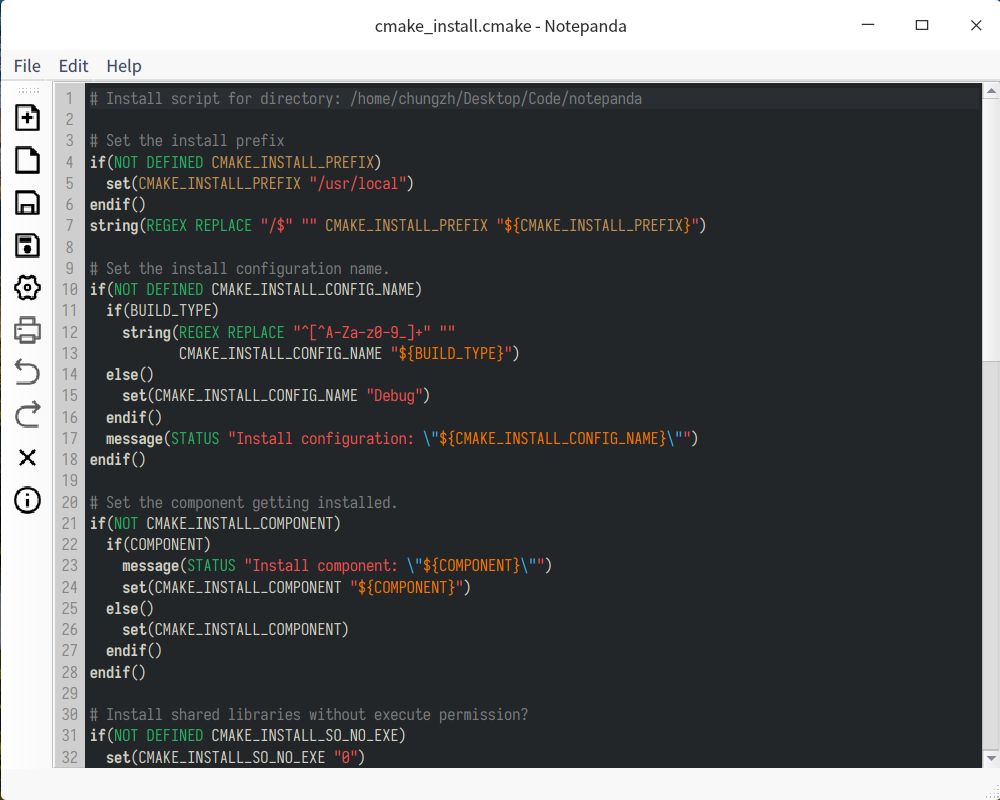 cmake_install.cmake - Notepanda
File Edit Help
1 # Install script for directory: /home/chungzh/Desktop/Code/notepanda
2
3 # Set the install prefix
4 if(NOT DEFINED CMAKE_INSTALL_PREFIX)
5   set(CMAKE_INSTALL_PREFIX "/usr/local")
6 endif()
7 string(REGEX REPLACE "/$" "" CMAKE_INSTALL_PREFIX "${CMAKE_INSTALL_PREFIX}")
8
9 # Set the install configuration name.
10 if(NOT DEFINED CMAKE_INSTALL_CONFIG_NAME)
11   if(BUILD_TYPE)
12     string(REGEX REPLACE "^[^A-Za-z0-9_]+" ""
13            CMAKE_INSTALL_CONFIG_NAME "${BUILD_TYPE}")
14   else()
15     set(CMAKE_INSTALL_CONFIG_NAME "Debug")
16   endif()
17   message(STATUS "Install configuration: \"${CMAKE_INSTALL_CONFIG_NAME}\"")
18 endif()
19
20 # Set the component getting installed.
21 if(NOT CMAKE_INSTALL_COMPONENT)
22   if(COMPONENT)
23     message(STATUS "Install component: \"${COMPONENT}\"")
24     set(CMAKE_INSTALL_COMPONENT "${COMPONENT}")
25   else()
26     set(CMAKE_INSTALL_COMPONENT)
27   endif()
28 endif()
29
30 # Install shared libraries without execute permission?
31 if(NOT DEFINED CMAKE_INSTALL_SO_NO_EXE)
32   set(CMAKE_INSTALL_SO_NO_EXE "0")